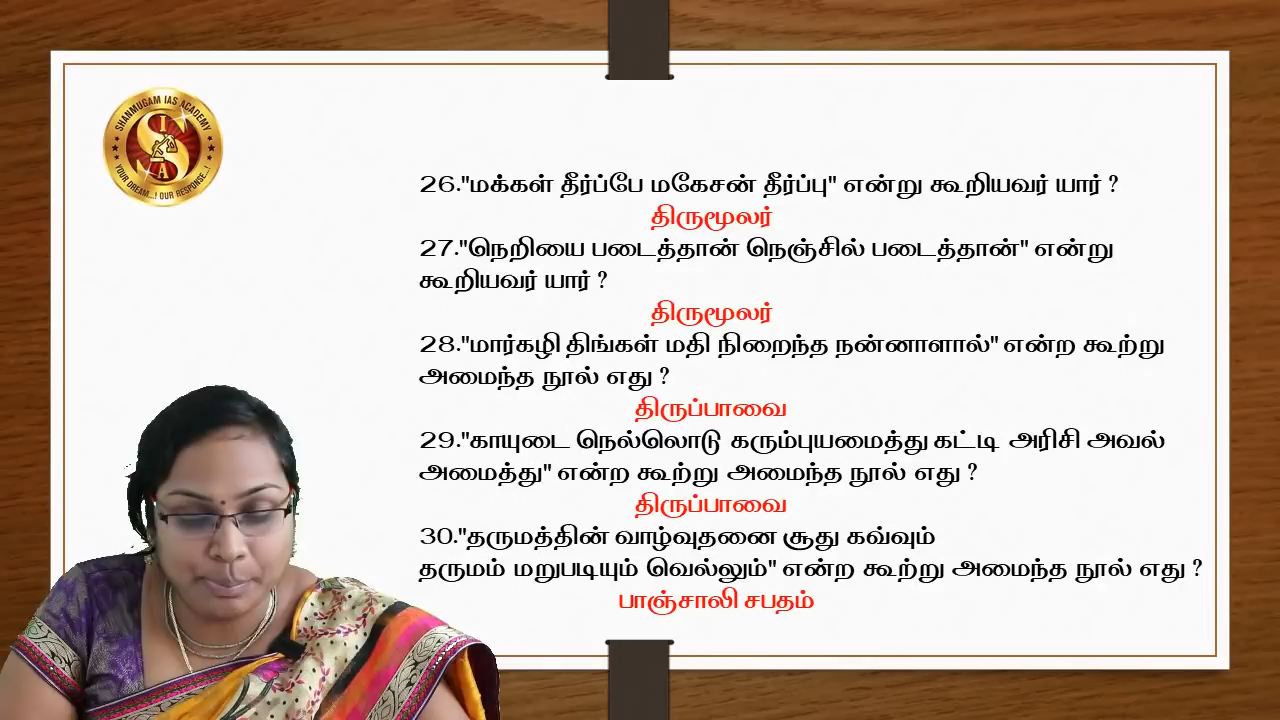 SHANMUGAM IAS ACADEMY
SIA
YOUR DREAM...! OUR RESPONSE...!
26."மக்கள் தீர்ப்பே மகேசன் தீர்ப்பு" என்று கூறியவர் யார் ?
திருமூலர்
27."நெறியை படைத்தான் நெஞ்சில் படைத்தான்" என்று
கூறியவர் யார் ?
திருமூலர்
28."மார்கழி திங்கள் மதி நிறைந்த நன்னாளால்" என்ற கூற்று
அமைந்த நூல் எது ?
திருப்பாவை
29."காயுடை நெல்லொடு கரும்புயமைத்து கட்டி அரிசி அவல்
அமைத்து" என்ற கூற்று அமைந்த நூல் எது ?
திருப்பாவை
30."தருமத்தின் வாழ்வுதனை சூது கவ்வும்
தருமம் மறுபடியும் வெல்லும்" என்ற கூற்று அமைந்த நூல் எது ?
பாஞ்சாலி சபதம்